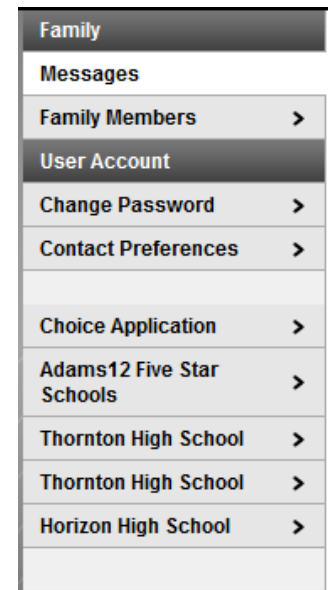 Family
Messages
Family Members
User Account
Change Password
Contact Preferences
Choice Application
Adams12 Five Star
Schools
Thornton High School
Thornton High School
Horizon High School